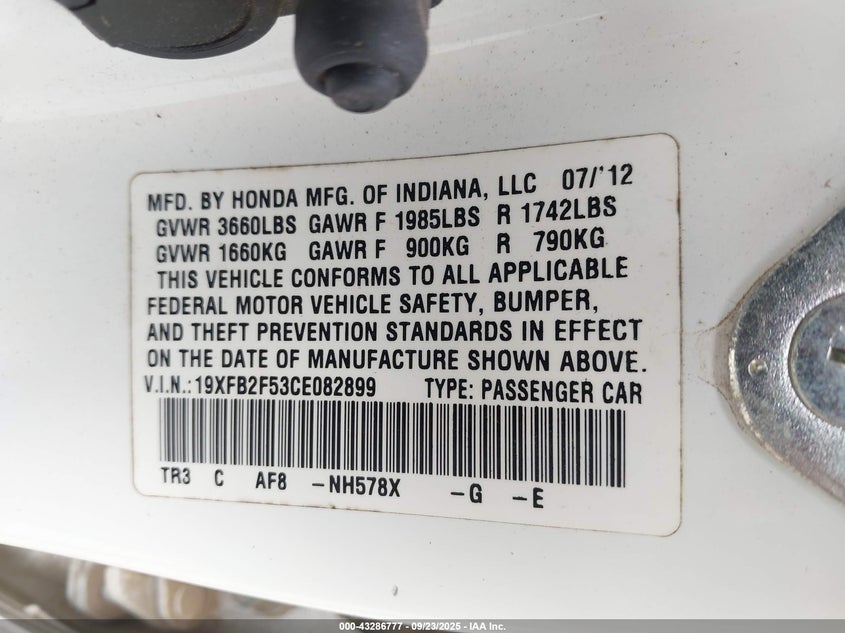 MFD. BY HONDA MFG. OF INDIANA, LLC 07/'12
GVWR 3660LBS GAWR F 1985LBS R 1742LBS
GVWR 1660KG GAWR F 900KG R 790KG
THIS VEHICLE CONFORMS TO ALL APPLICABLE
FEDERAL MOTOR VEHICLE SAFETY, BUMPER,
AND THEFT PREVENTION STANDARDS IN EFFECT
ON THE DATE OF MANUFACTURE SHOWN ABOVE.
V.I.N.:19XFB2F53CE082899 TYPE: PASSENGER CAR
TR3 C AF8 -NH578X -G -E
000-43286777 - 09/23/2025 - IAA Inc.